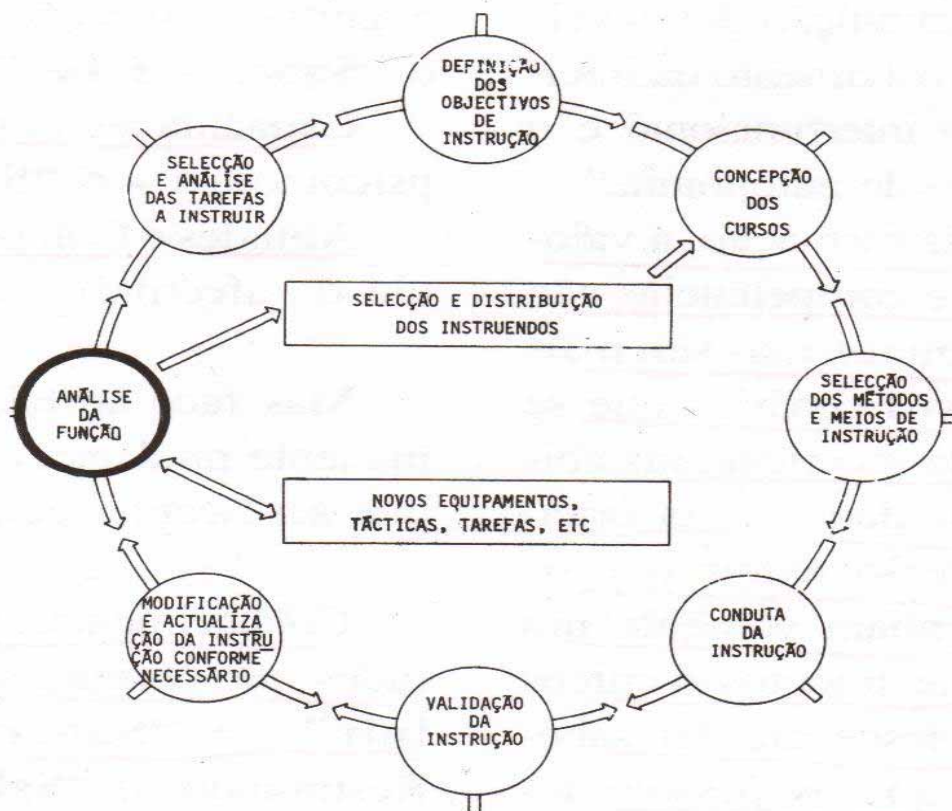 DEFINIÇÃO
DOS
OBJECTIVOS
DE
INSTRUÇÃO
SELECÇÃO
E ANÁLISE
DAS TAREFAS
A INSTRUIR
CONCEPÇÃO
DOS
CURSOS
SELECÇÃO E DISTRIBUIÇÃO
DOS INSTRUENDOS
ANÁLISE
DA
FUNÇÃO
SELECÇÃO
DOS MÉTODOS
E MEIOS DE
INSTRUÇÃO
NOVOS EQUIPAMENTOS,
TÁCTICAS, TAREFAS, ETC
MODIFICAÇÃO
E ACTUALIZA
ÇÃO DA INSTRU
ÇÃO CONFORME
NECESSÁRIO
CONDUTA
DA
INSTRUÇÃO
VALIDAÇÃO
DA
INSTRUÇÃO